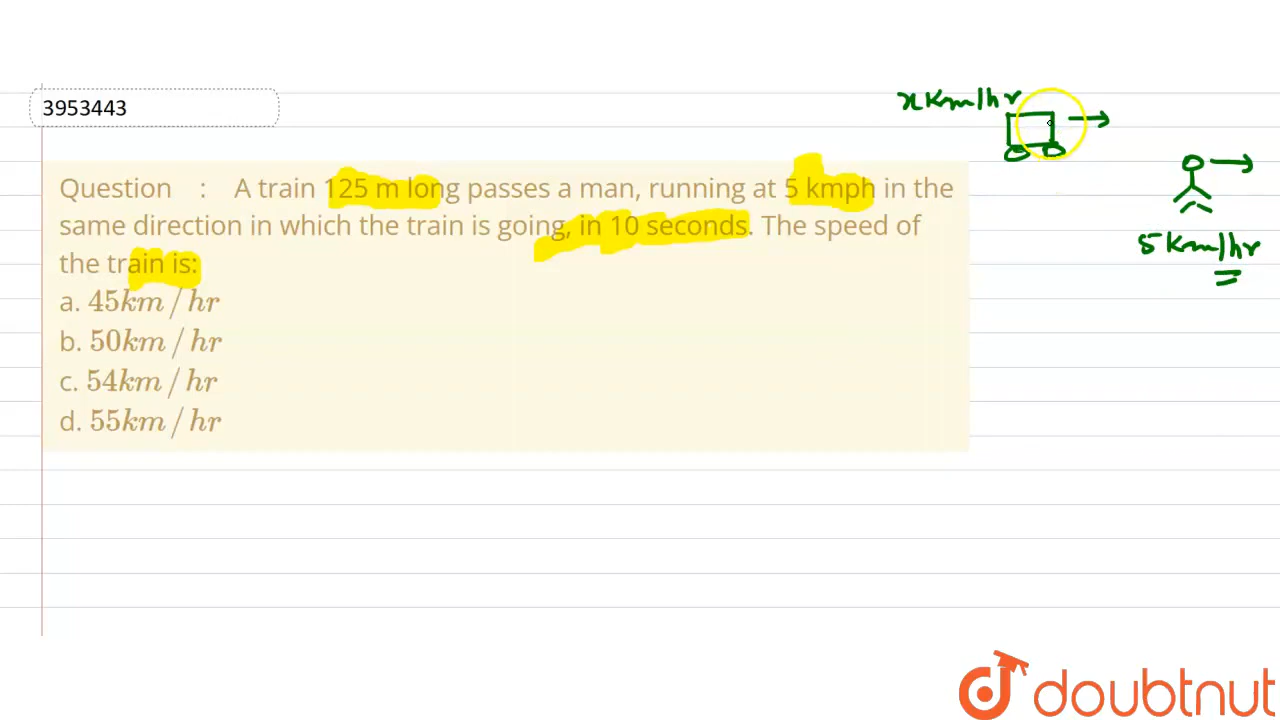 3953443
x Km/hr
Question : A train 125 m long passes a man, running at 5 kmph in the
same direction in which the train is going, in 10 seconds. The speed of
the train is:
a. 45km/hr
b. 50km/hr
c. 54km/hr
d. 55km/hr
5 Km/hr
doubtnut